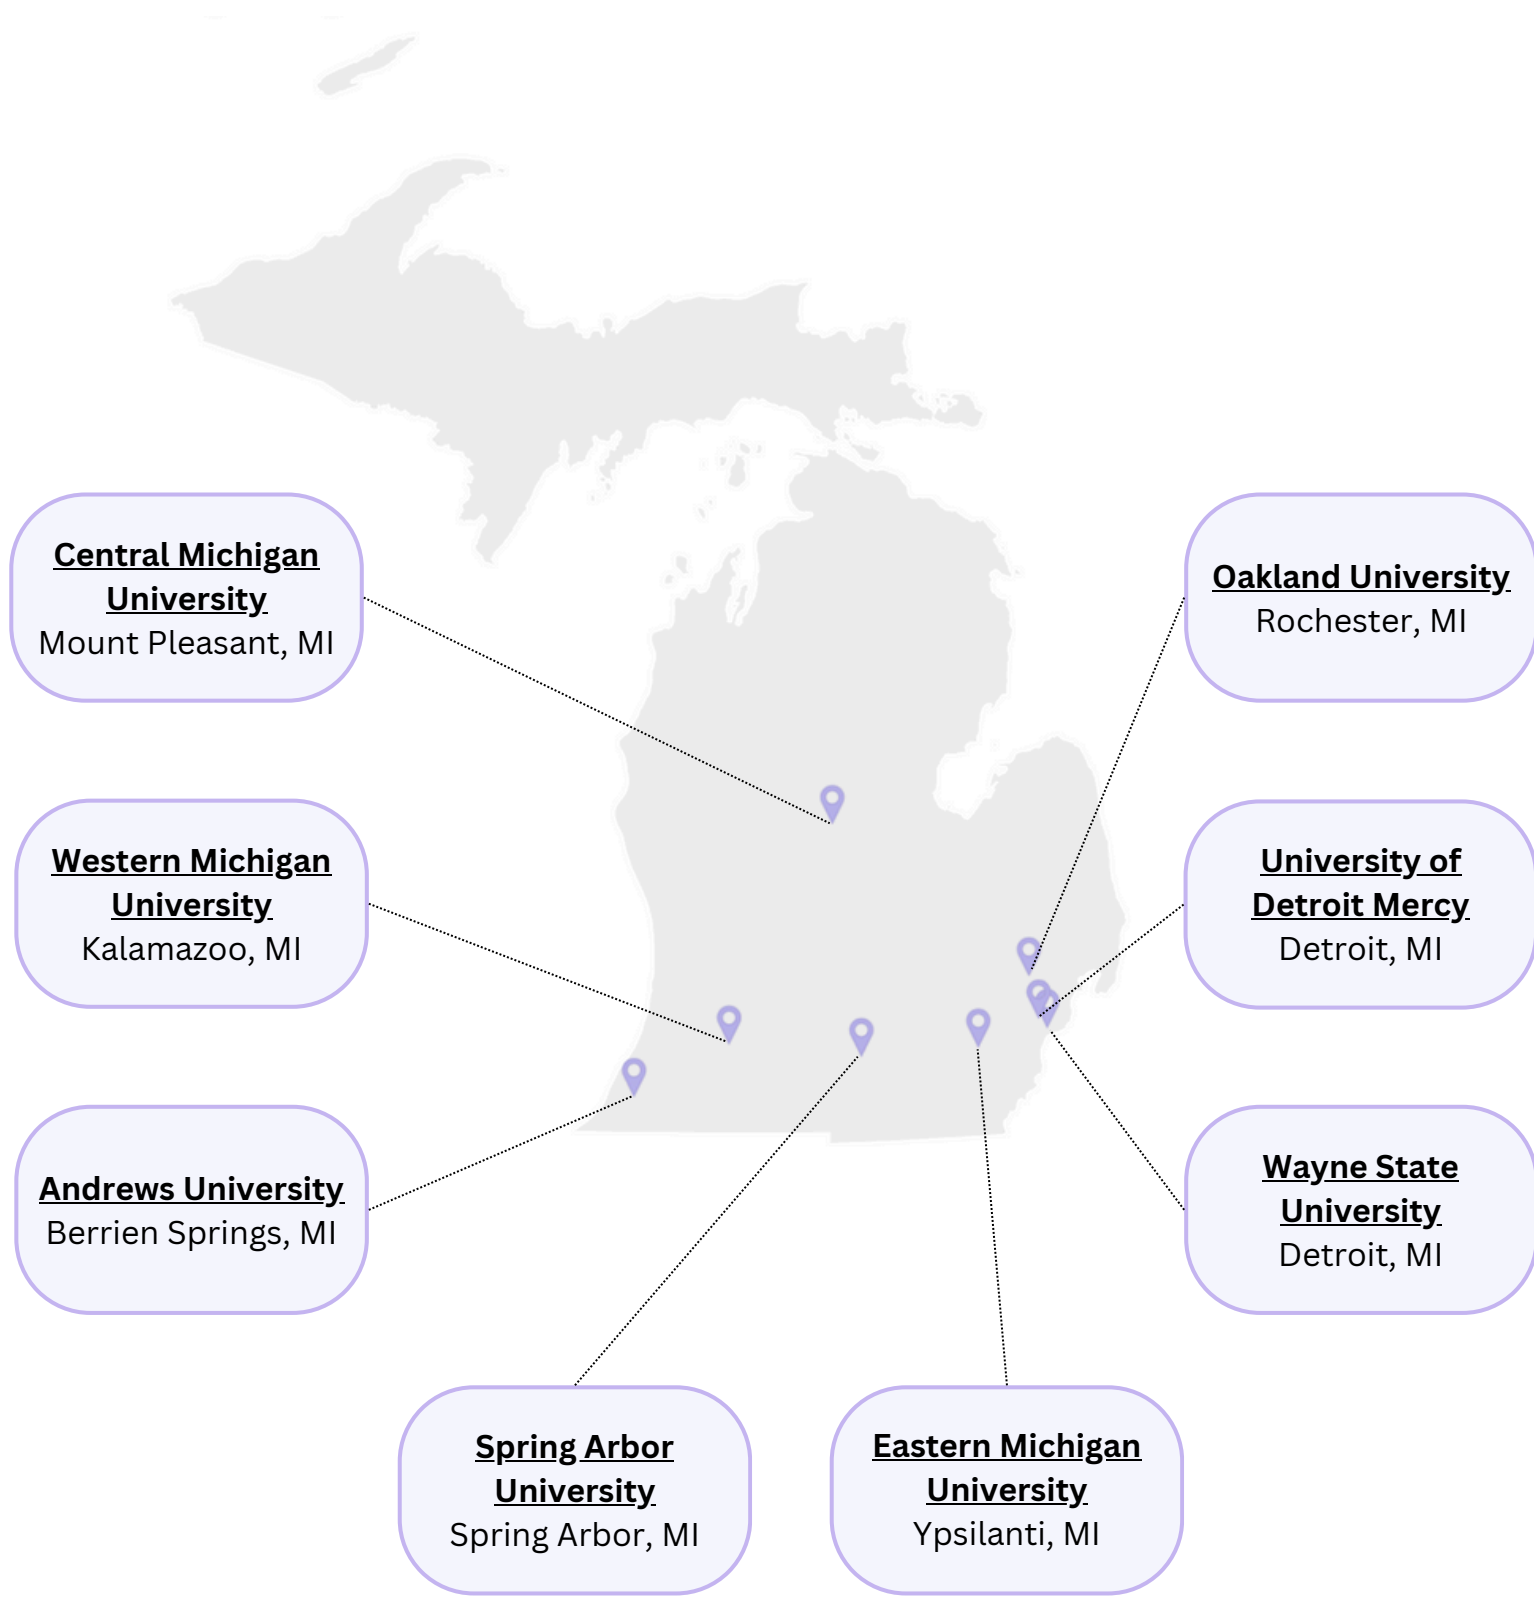 Central Michigan
University
Mount Pleasant, MI
Oakland University
Rochester, MI
Western Michigan
University
Kalamazoo, MI
University of
Detroit Mercy
Detroit, MI
Andrews University
Berrien Springs, MI
Wayne State
University
Detroit, MI
Spring Arbor
University
Spring Arbor, MI
Eastern Michigan
University
Ypsilanti, MI